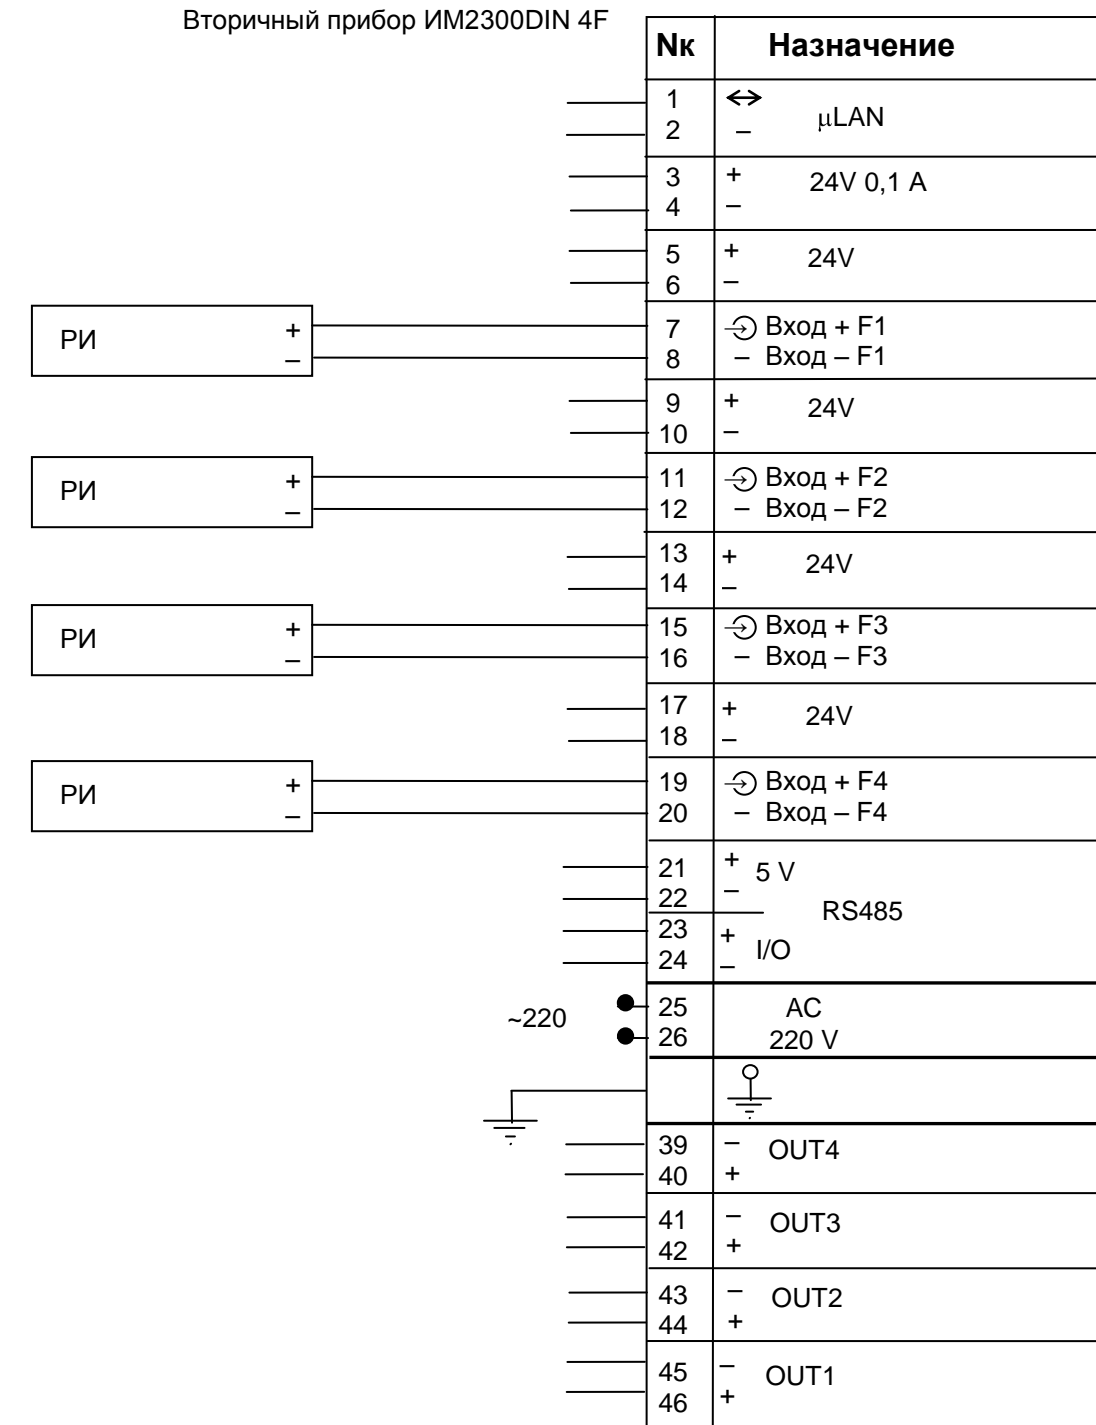 Вторичный прибор ИМ2300DIN 4F
Nк Назначение
1 ↔
μLAN
2 –
3 + 24V 0,1 A
4 –
5 + 24V
6 –
РИ + 7 Вход + F1
– 8 – Вход – F1
9 + 24V
10 –
РИ + 11 Вход + F2
– 12 – Вход – F2
13 + 24V
14 –
РИ + 15 Вход + F3
– 16 – Вход – F3
17 + 24V
18 –
РИ + 19 Вход + F4
– 20 – Вход – F4
21 + 5 V
22 –
RS485
23 +
I/O
24 –
~220 25 AC
26 220 V
39 – OUT4
40 +
41 – OUT3
42 +
43 – OUT2
44 +
45 – OUT1
46 +